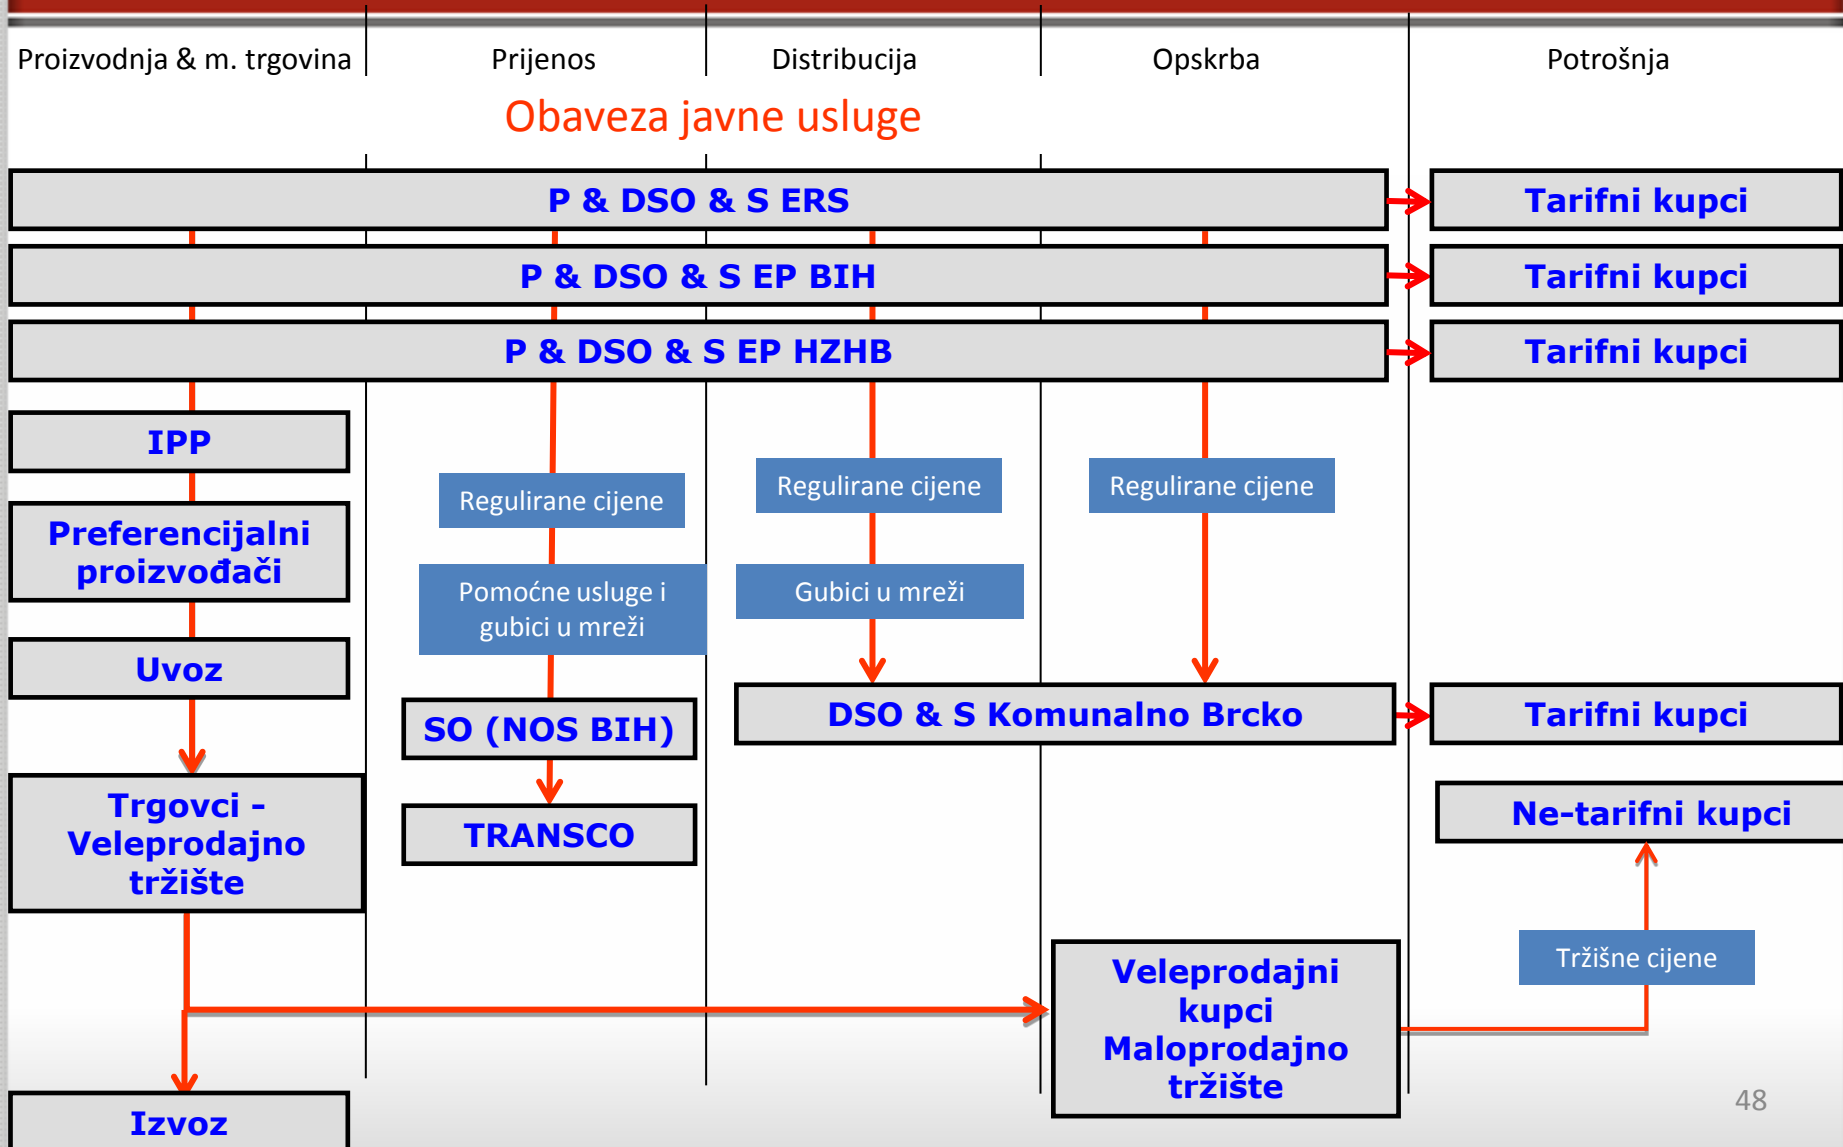 Proizvodnja & m. trgovina
Prijenos
Distribucija
Opskrba
Potrošnja
Obaveza javne usluge
P & DSO & S ERS
Tarifni kupci
P & DSO & S EP BIH
Tarifni kupci
P & DSO & S EP HZHB
Tarifni kupci
IPP
Preferencijalni
proizvođači
Uvoz
Trgovci -
Veleprodajno
tržište
Izvoz
Regulirane cijene
Pomoćne usluge i
gubici u mreži
SO (NOS BIH)
TRANSCO
Regulirane cijene
Gubici u mreži
Regulirane cijene
DSO & S Komunalno Brcko
Tarifni kupci
Ne-tarifni kupci
Tržišne cijene
Veleprodajni
kupci
Maloprodajno
tržište
48